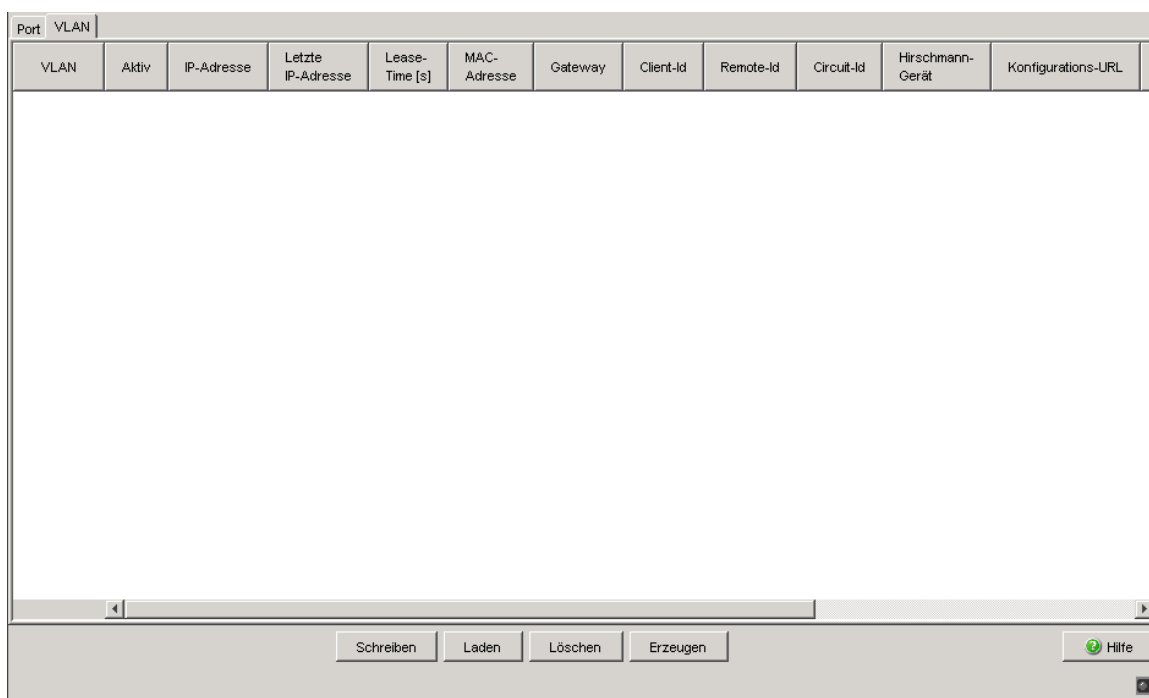 Port VLAN
VLAN Aktiv IP-Adresse Letzte IP-Adresse Lease-Time [s] MAC-Adresse Gateway Client-Id Remote-Id Circuit-Id Hirschmann-Gerät Konfigurations-URL
Schreiben Laden Löschen Erzeugen Hilfe